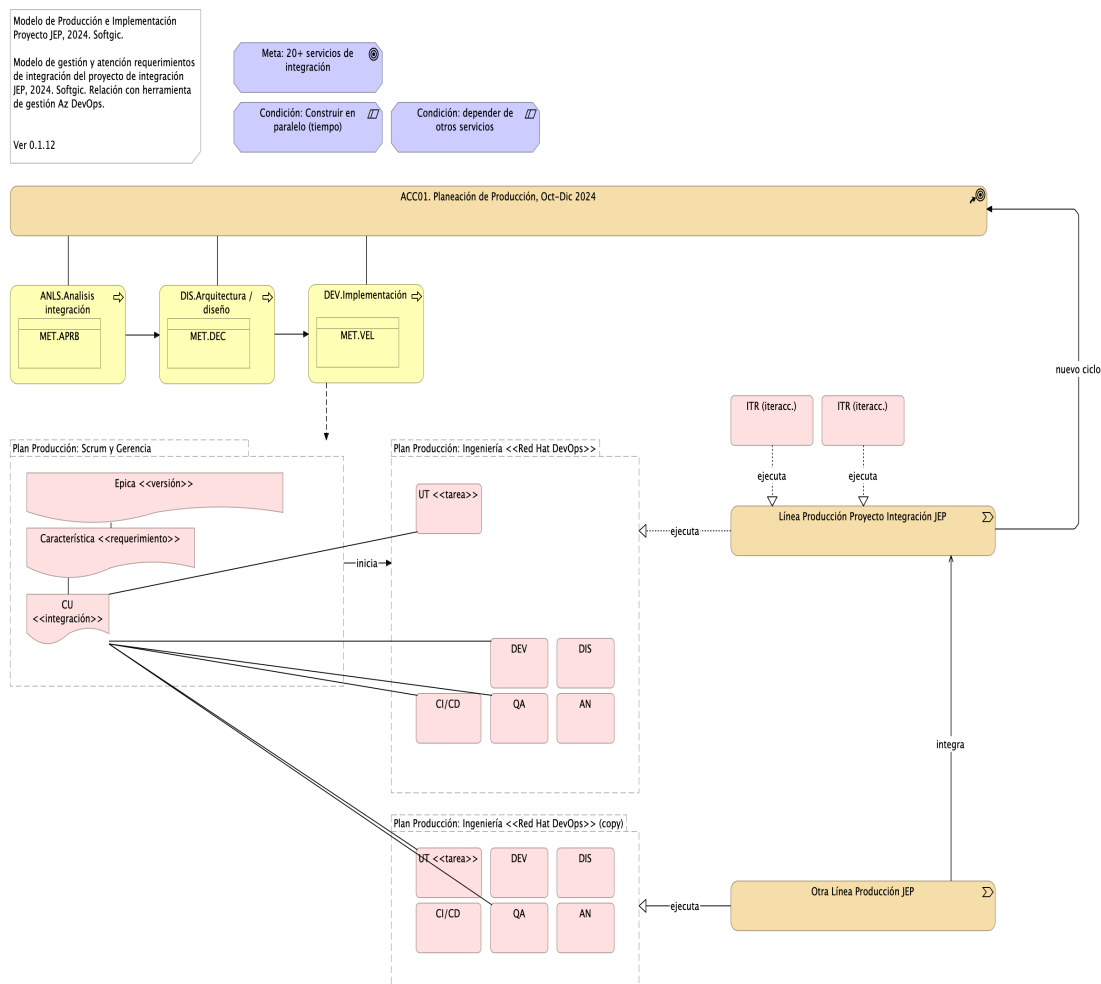 Modelo de Producción e Implementación
Proyecto JEP, 2024. Softgic.
Modelo de gestión y atención requerimientos
de integración del proyecto de integración
JEP, 2024. Softgic. Relación con herramienta
de gestión Az DevOps.
Ver 0.1.12
Meta: 20+ servicios de
integración
Condición: Construir en
paralelo (tiempo)
Condición: depender de
otros servicios
ACC01. Planeación de Producción, Oct-Dic 2024
ANLS.Analisis
integración
MET.APRB
DIS.Arquitectura /
diseño
MET.DEC
DEV.Implementación
MET.VEL
nuevo ciclo
ITR (iteracc.)
ITR (iteracc.)
ejecuta
ejecuta
Plan Producción: Scrum y Gerencia
Epica <<versión>>
Característica <<requerimiento>>
CU
<<integración>>
inicia
Plan Producción: Ingeniería <<Red Hat DevOps>>
UT <<tarea>>
DEV
DIS
CI/CD
QA
AN
ejecuta
Línea Producción Proyecto Integración JEP
integra
Plan Producción: Ingeniería <<Red Hat DevOps>> (copy)
UT <<tarea>>
DEV
DIS
CI/CD
QA
AN
ejecuta
Otra Línea Producción JEP